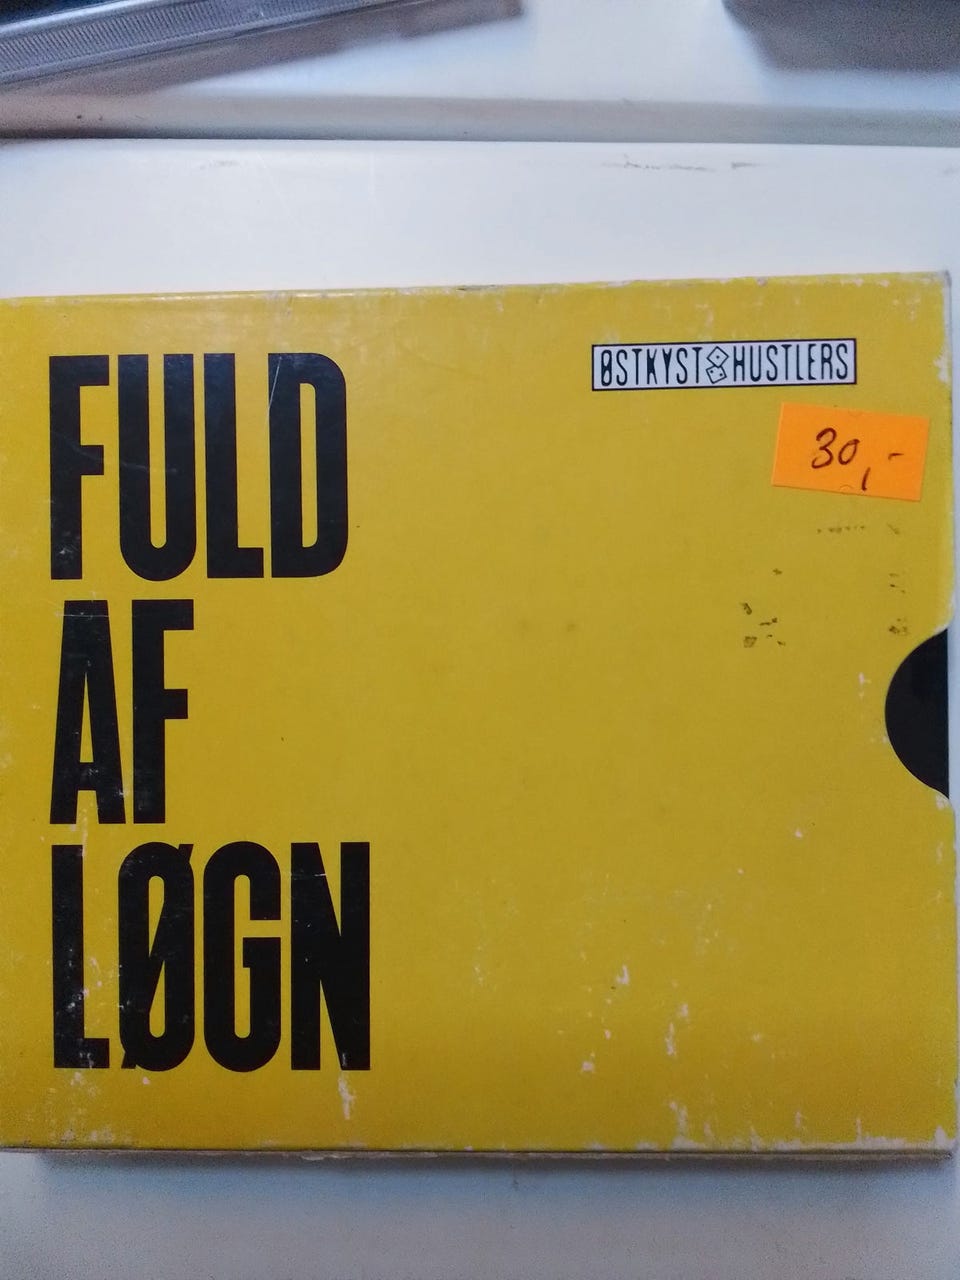 FULD
AF
LØGN
ØSTKYST HUSTLERS
30,-